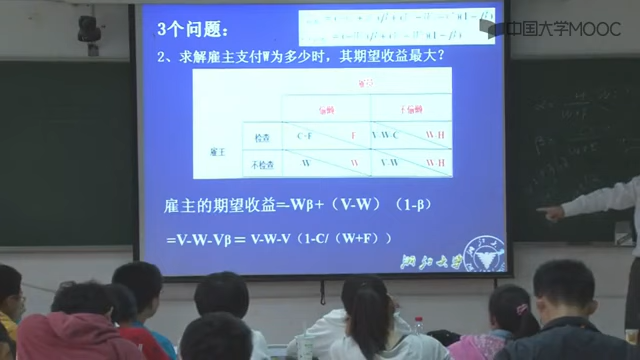 中国大学MOOC
3个问题：
2、求解雇主支付W为多少时，其期望收益最大？
雇员
偷懒 不偷懒
雇主
检查 C-F F V-W-C W-H
不检查 W W V-W W-H
雇主的期望收益=-Wβ+（V-W）（1-β）
=V-W-Vβ= V-W-V（1-C/（W+F））
浙江大学